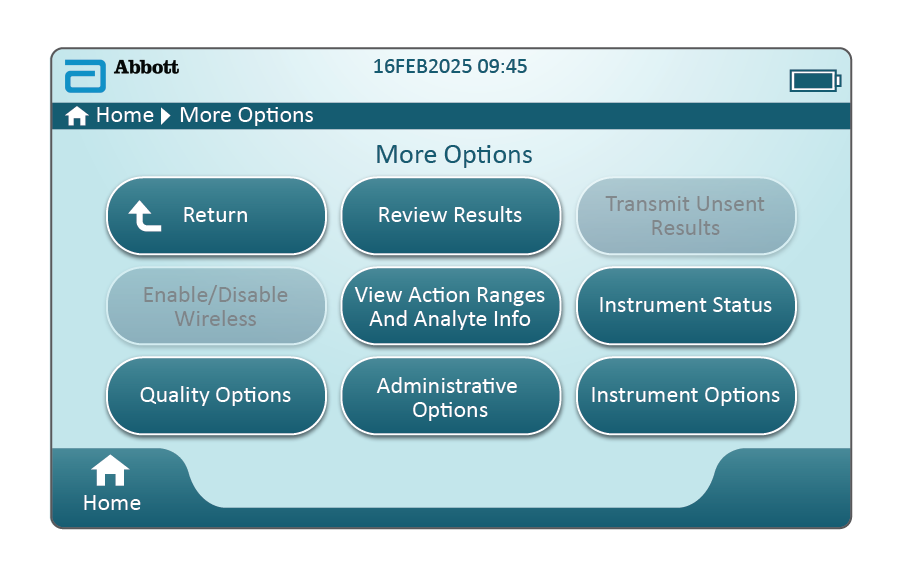 Abbott
16FEB2025 09:45
Home More Options
More Options
Return
Review Results
Transmit Unsent
Results
Enable/Disable
Wireless
View Action Ranges
And Analyte Info
Instrument Status
Quality Options
Administrative
Options
Instrument Options
Home